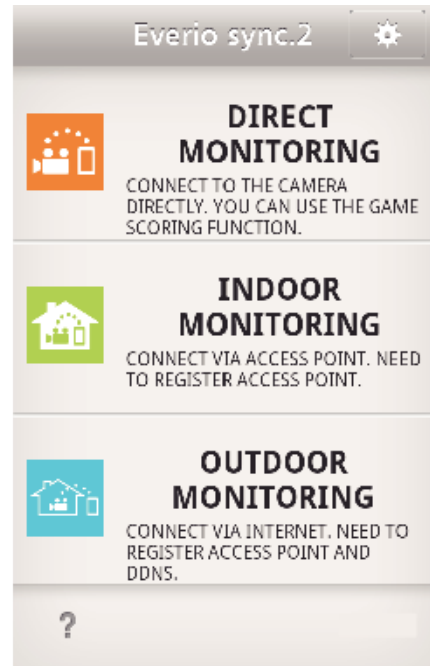 Everio sync.2
DIRECT
MONITORING
CONNECT TO THE CAMERA
DIRECTLY. YOU CAN USE THE GAME
SCORING FUNCTION.
INDOOR
MONITORING
CONNECT VIA ACCESS POINT. NEED
TO REGISTER ACCESS POINT.
OUTDOOR
MONITORING
CONNECT VIA INTERNET. NEED TO
REGISTER ACCESS POINT AND
DDNS.
?